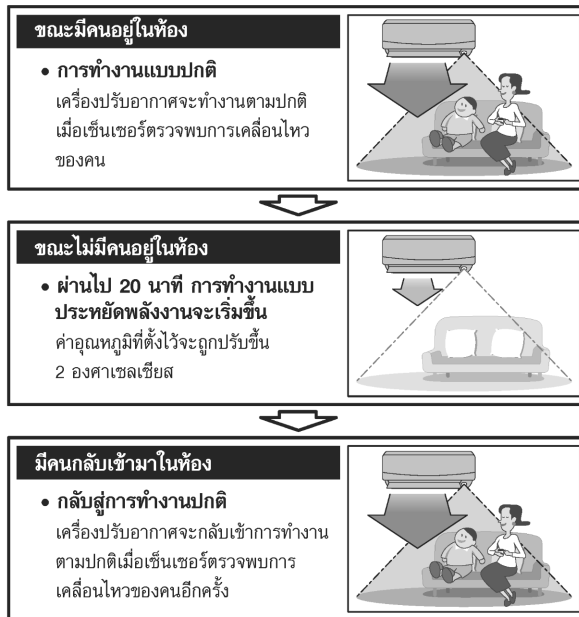 ขณะมีคนอยู่ในห้อง
• การทำงานแบบปกติ
เครื่องปรับอากาศจะทำงานตามปกติ
เมื่อเซ็นเซอร์ตรวจพบการเคลื่อนไหว
ของคน
ขณะไม่มีคนอยู่ในห้อง
• ผ่านไป 20 นาที การทำงานแบบ
ประหยัดพลังงานจะเริ่มขึ้น
ค่าอุณหภูมิที่ตั้งไว้จะถูกปรับขึ้น
2 องศาเซลเซียส
มีคนกลับเข้ามาในห้อง
• กลับสู่การทำงานปกติ
เครื่องปรับอากาศจะกลับเข้าการทำงาน
ตามปกติเมื่อเซ็นเซอร์ตรวจพบการ
เคลื่อนไหวของคนอีกครั้ง